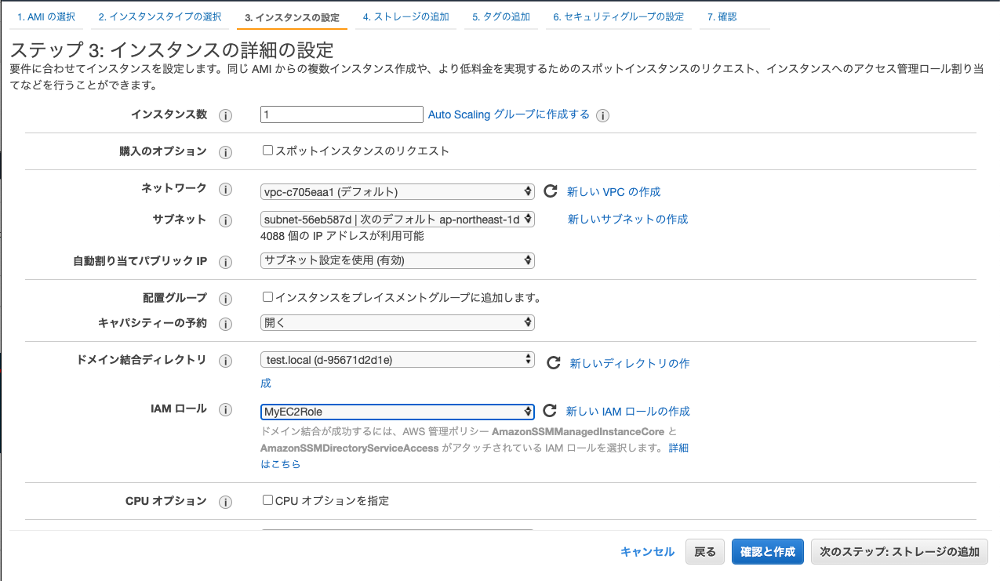 1. AMI の選択 2. インスタンスタイプの選択 3. インスタンスの設定 4. ストレージの追加 5. タグの追加 6. セキュリティグループの設定 7. 確認
ステップ 3: インスタンスの詳細の設定
要件に合わせてインスタンスを設定します。同じ AMI からの複数インスタンス作成や、より低料金を実現するためのスポットインスタンスのリクエスト、インスタンスへのアクセス管理ロール割り当
てなどを行うことができます。
インスタンス数 i 1 Auto Scaling グループに作成する i
購入のオプション i スポットインスタンスのリクエスト
ネットワーク i vpc-c705eaa1 (デフォルト) 新しい VPC の作成
サブネット i subnet-56eb587d | 次のデフォルト ap-northeast-1d 新しいサブネットの作成
4088 個の IP アドレスが利用可能
自動割り当てパブリック IP i サブネット設定を使用 (有効)
配置グループ i インスタンスをプレイスメントグループに追加します。
キャパシティーの予約 i 開く
ドメイン結合ディレクトリ i test.local (d-95671d2d1e) 新しいディレクトリの作
成
IAM ロール i MyEC2Role 新しい IAM ロールの作成
ドメイン結合が成功するには、AWS 管理ポリシー AmazonSSMManagedInstanceCore と
AmazonSSMDirectoryServiceAccess がアタッチされている IAM ロールを選択します。 詳細
はこちら
CPU オプション i CPU オプションを指定
キャンセル 戻る 確認と作成 次のステップ: ストレージの追加